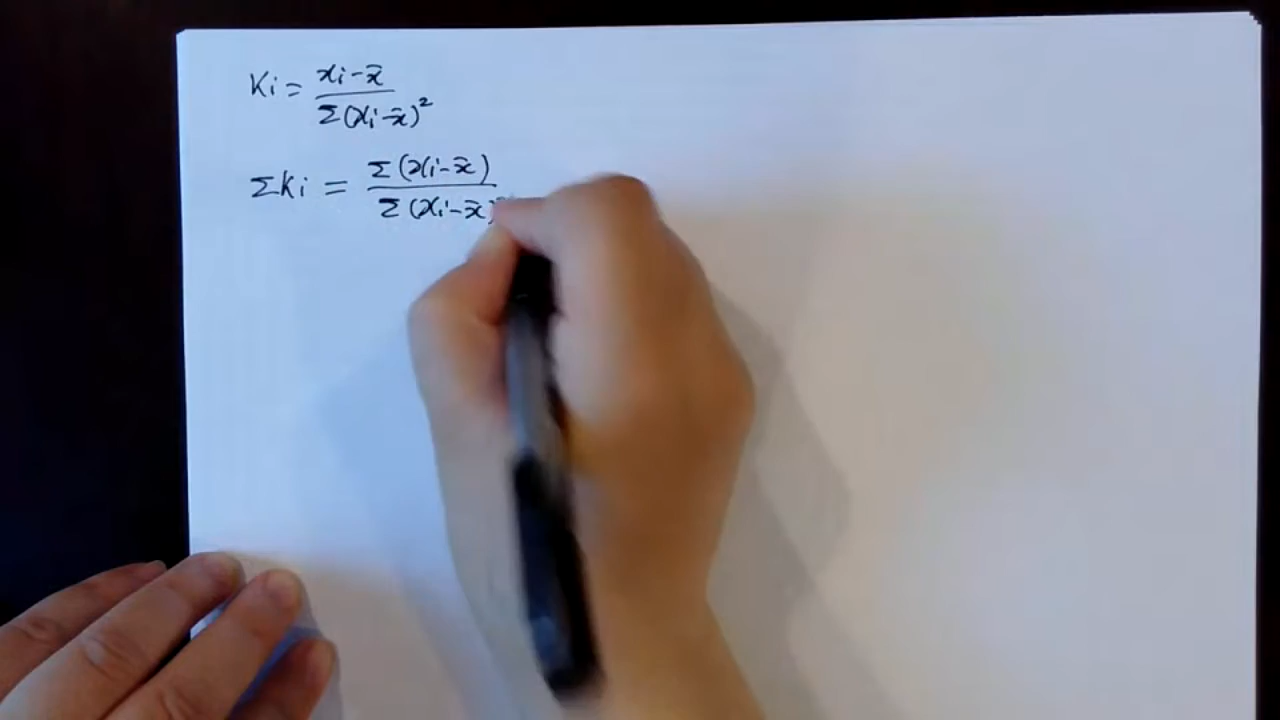 Ki = xi - x̄ / Σ(xi - x̄)²
ΣKi = Σ(xi - x̄) / Σ(xi - x̄)